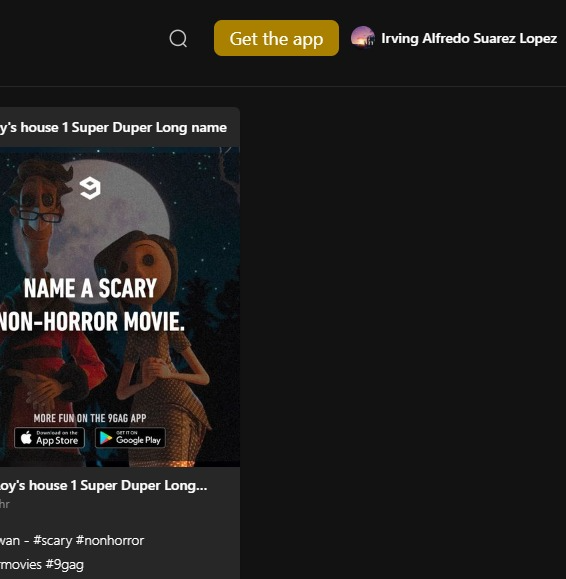 Get the app
Irving Alfredo Suarez Lopez
y's house 1 Super Duper Long name
9
NAME A SCARY
NON-HORROR MOVIE.
MORE FUN ON THE 9GAG APP
Download on the
App Store
GET IT ON
Google Play
oy's house 1 Super Duper Long...
hr
wan - #scary #nonhorror
movies #9gag